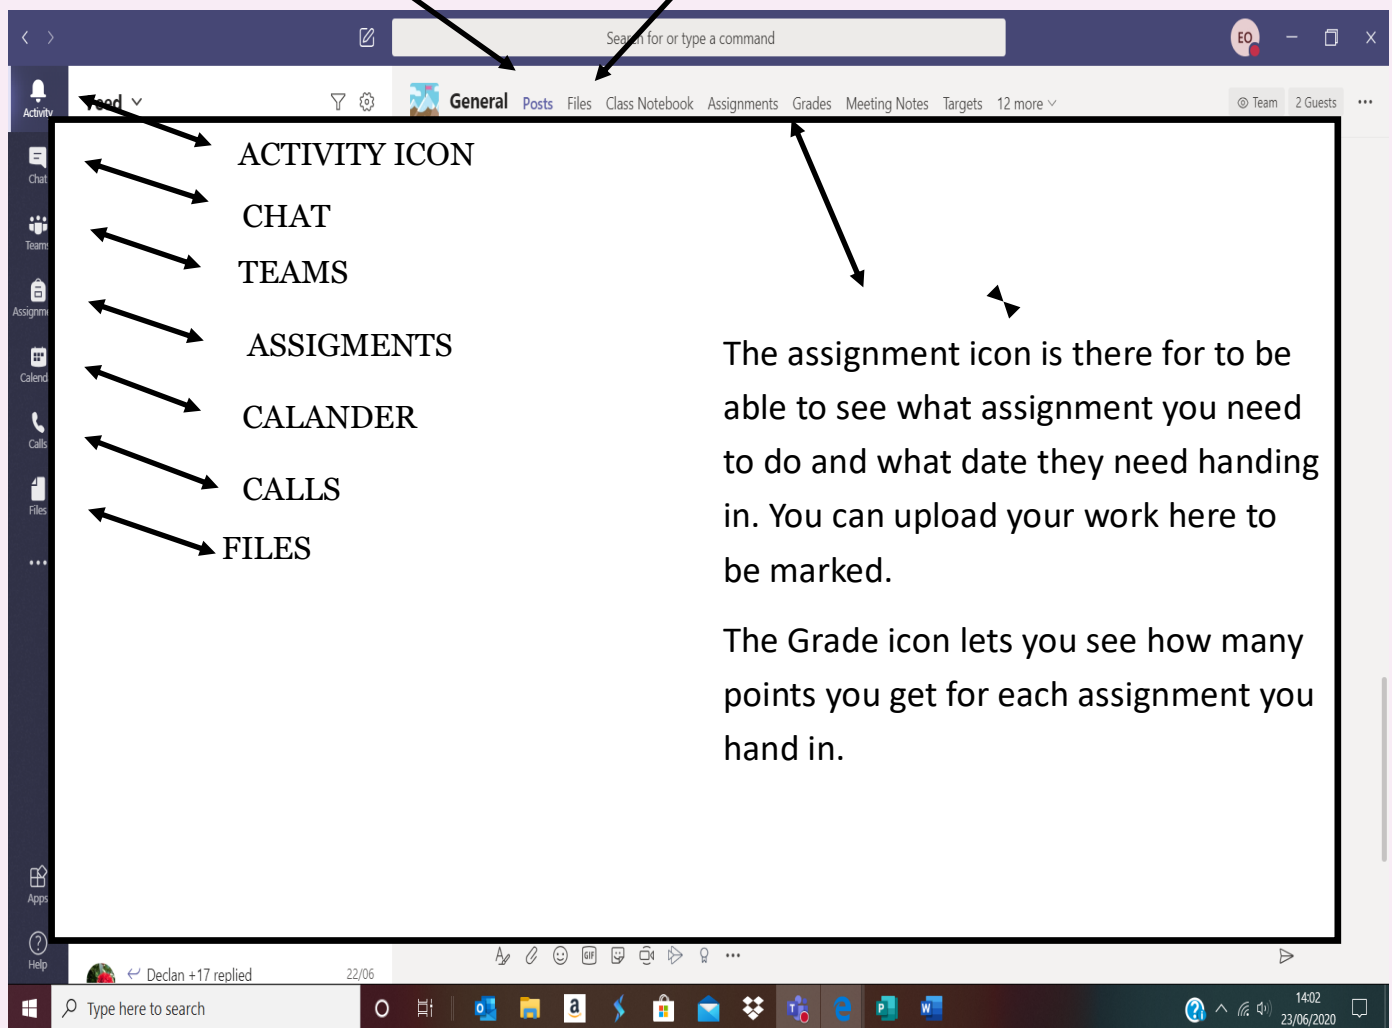 Search for or type a command
EO
Activity
Feed
General Posts Files Class Notebook Assignments Grades Meeting Notes Targets 12 more
Team 2 Guests
Chat
Teams
Assignme
Calend
Calls
Files
Apps
Help
ACTIVITY ICON
CHAT
TEAMS
ASSIGMENTS
CALANDER
CALLS
FILES
The assignment icon is there for to be
able to see what assignment you need
to do and what date they need handing
in. You can upload your work here to
be marked.
The Grade icon lets you see how many
points you get for each assignment you
hand in.
Declan +17 replied 22/06
GIF
Type here to search
14:02
23/06/2020